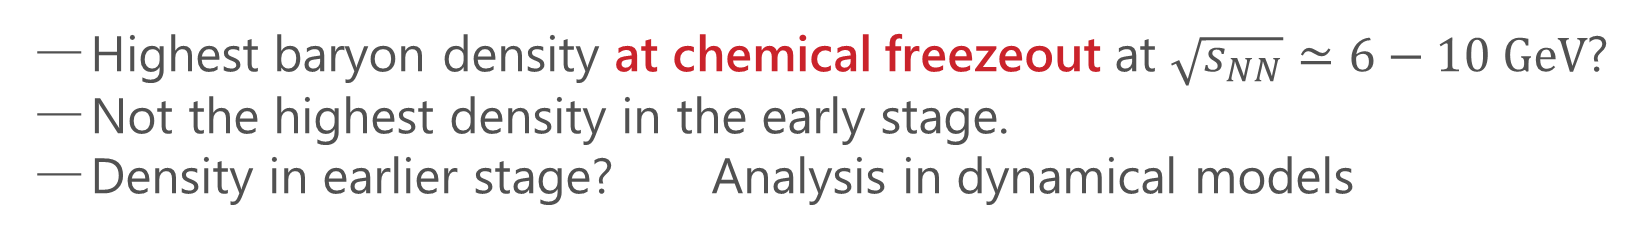 — Highest baryon density at chemical freezeout at √s_NN ≃ 6 − 10 GeV?
— Not the highest density in the early stage.
— Density in earlier stage? Analysis in dynamical models